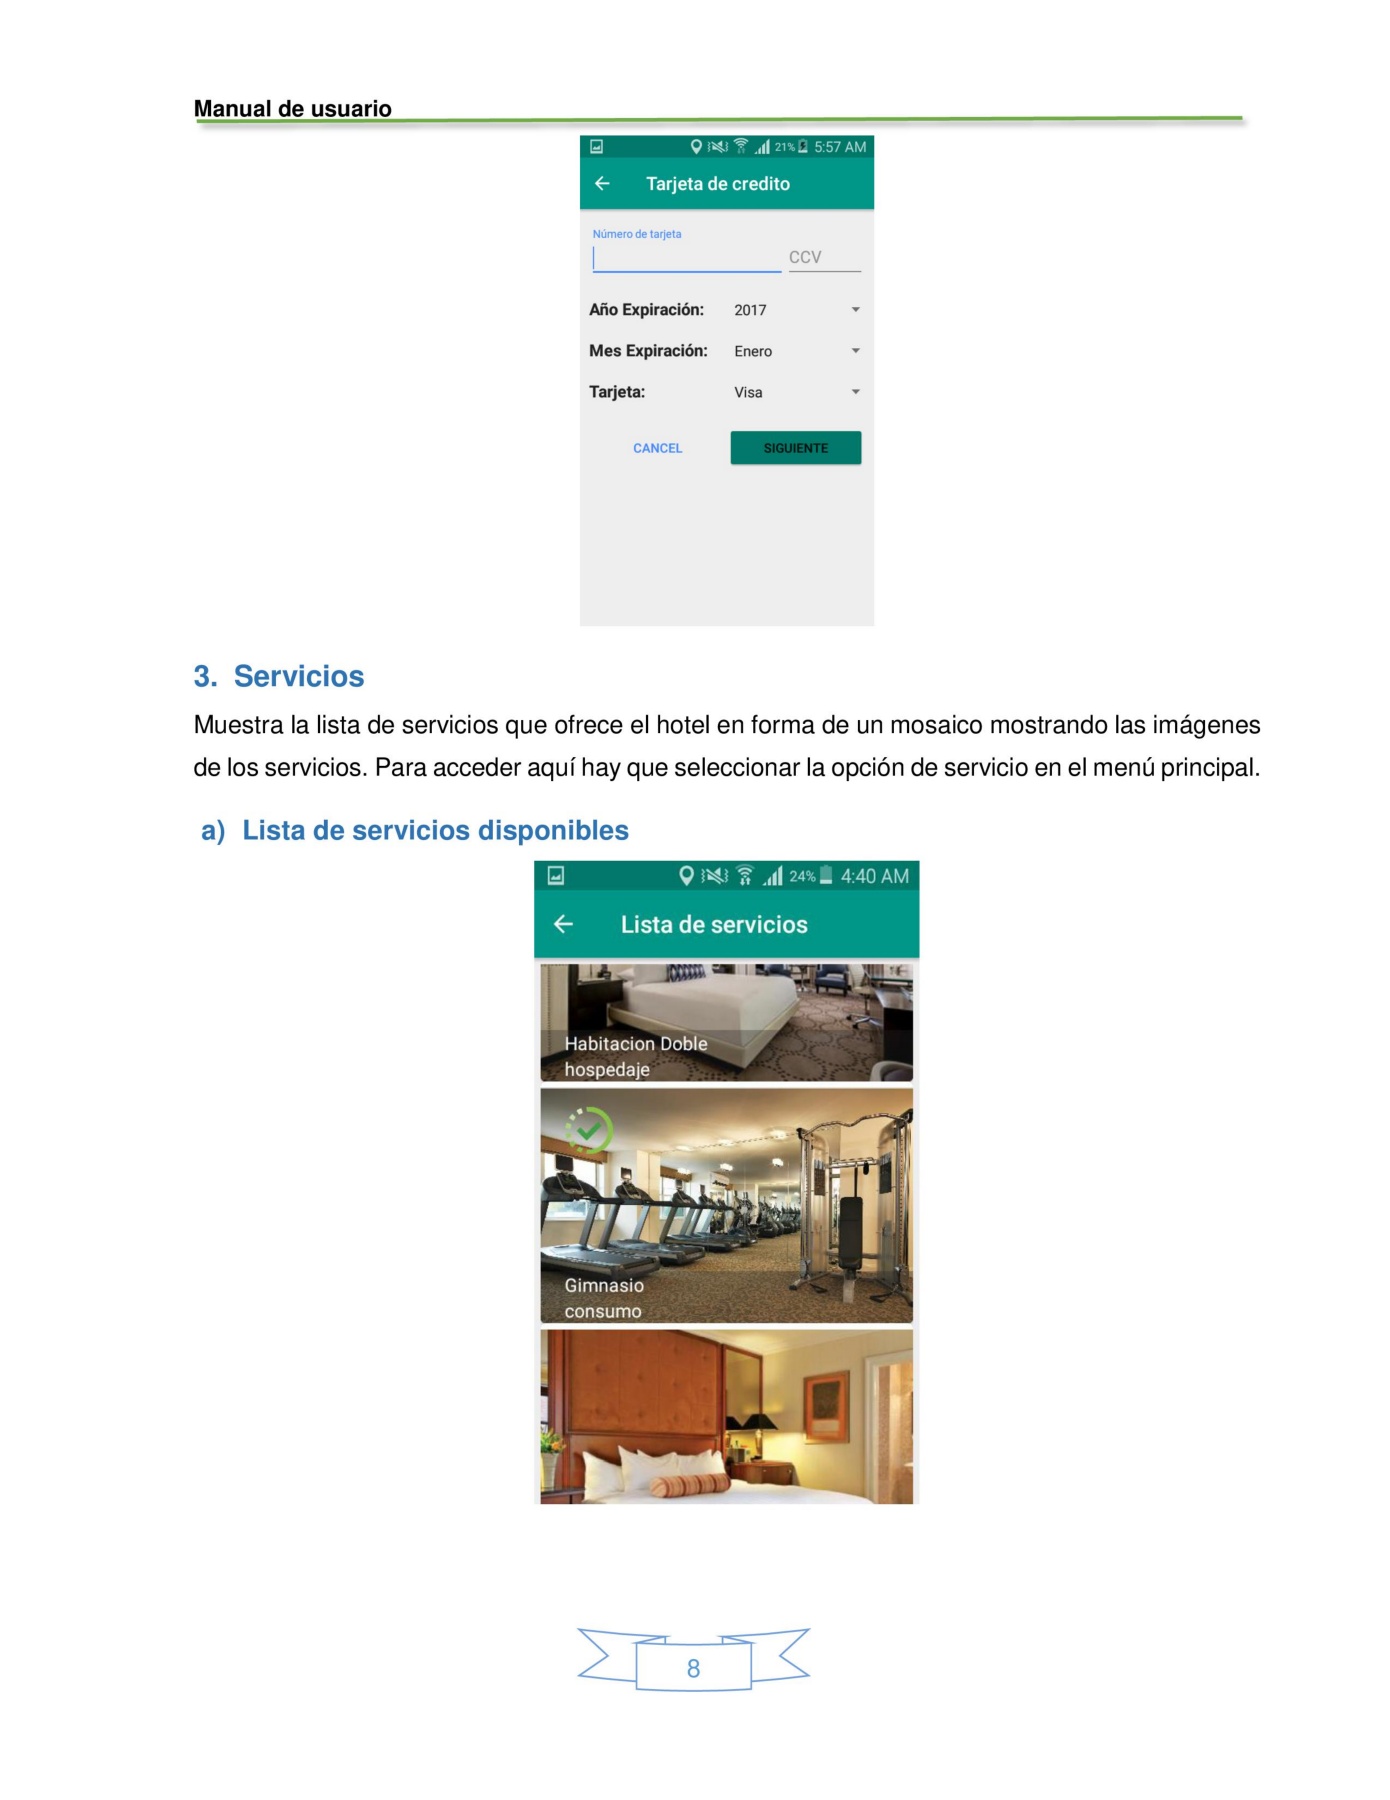 Manual de usuario
21% 5:57 AM
Tarjeta de credito
Número de tarjeta
CCV
Año Expiración: 2017
Mes Expiración: Enero
Tarjeta: Visa
CANCEL SIGUIENTE
3. Servicios
Muestra la lista de servicios que ofrece el hotel en forma de un mosaico mostrando las imágenes
de los servicios. Para acceder aquí hay que seleccionar la opción de servicio en el menú principal.
a) Lista de servicios disponibles
24% 4:40 AM
Lista de servicios
Habitacion Doble
hospedaje
Gimnasio
consumo
8